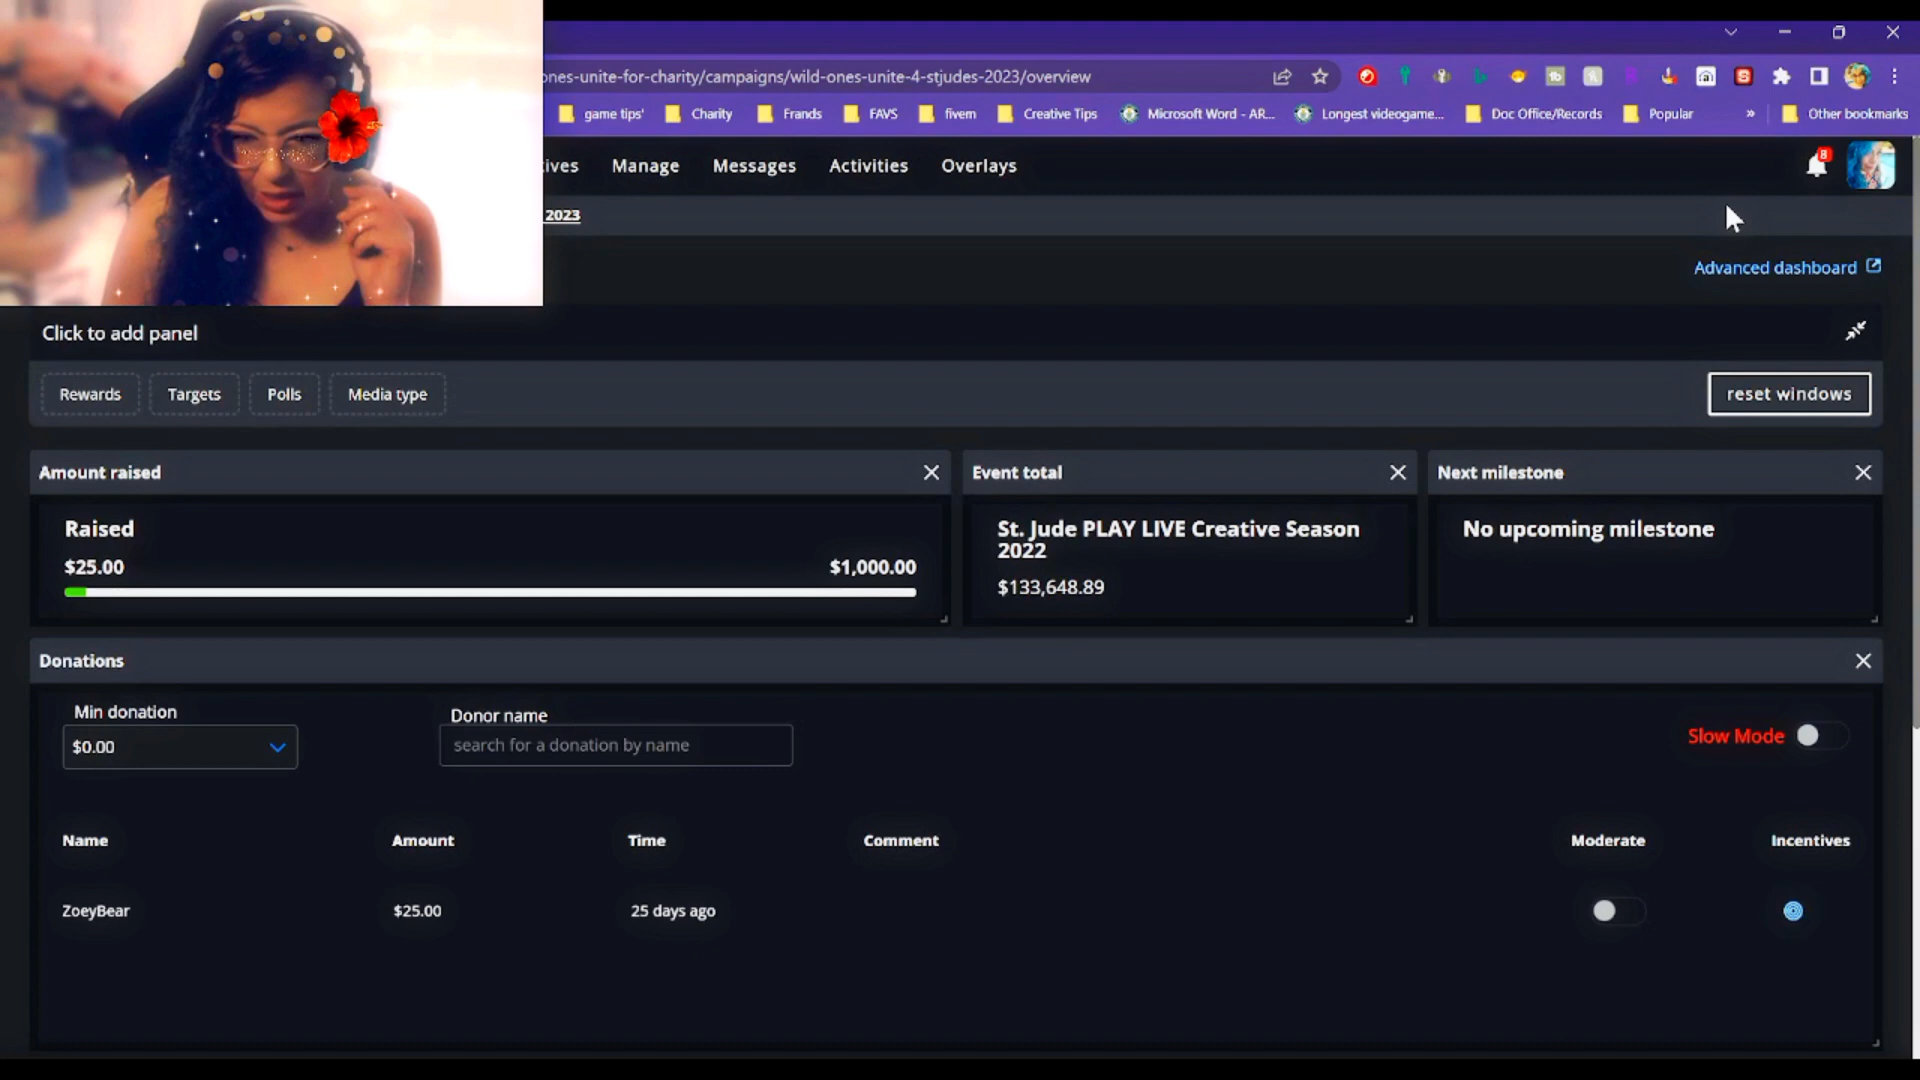 ones-unite-for-charity/campaigns/wild-ones-unite-4-stjudes-2023/overview
game tips' Charity Frands FAVS fivem Creative Tips Microsoft Word - AR... Longest videogame... Doc Office/Records Popular » Other bookmarks
tives Manage Messages Activities Overlays
8
2023
Advanced dashboard
Click to add panel
Rewards Targets Polls Media type reset windows
Amount raised Event total Next milestone
Raised St. Jude PLAY LIVE Creative Season No upcoming milestone
2022
$25.00 $1,000.00
$133,648.89
Donations
Min donation Donor name
$0.00 search for a donation by name Slow Mode
Name Amount Time Comment Moderate Incentives
ZoeyBear $25.00 25 days ago